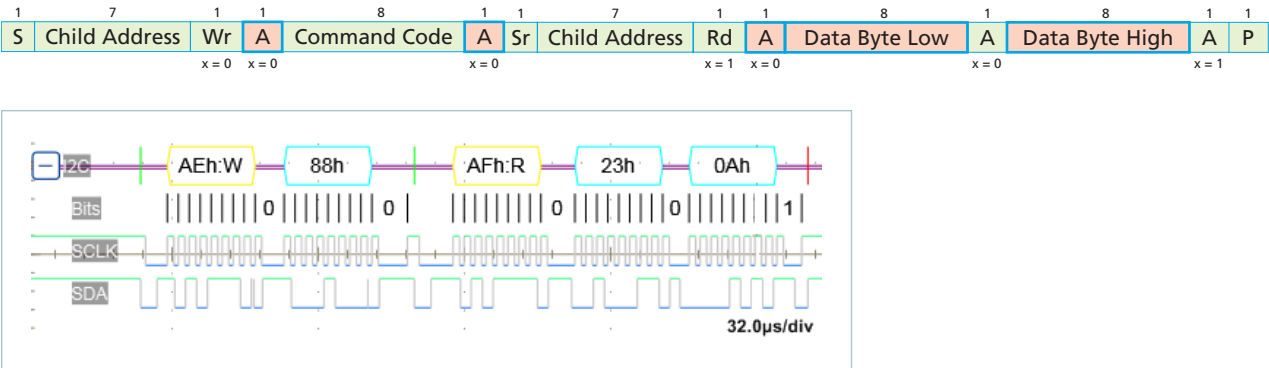 1 7 1 1 8 1 1 7 1 1 8 1 8 1 1
S Child Address Wr A Command Code A Sr Child Address Rd A Data Byte Low A Data Byte High A P
x = 0 x = 0 x = 0 x = 1 x = 0 x = 0 x = 1
I2C AEh:W 88h AFh:R 23h 0Ah
Bits 0 0 0 0 1
SCLK
SDA
32.0µs/div